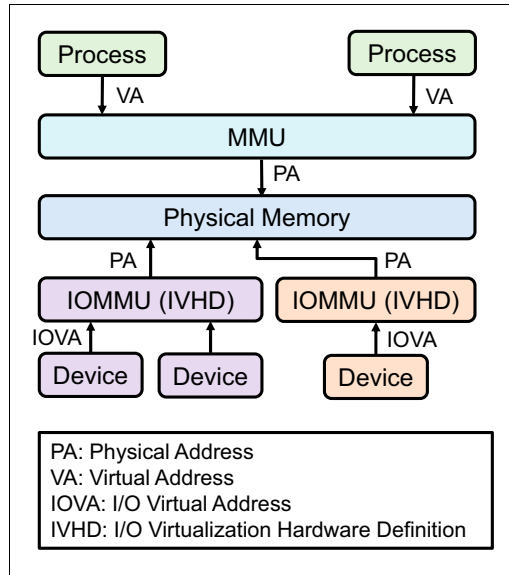 Process Process
VA VA
MMU
PA
Physical Memory
PA PA
IOMMU (IVHD) IOMMU (IVHD)
IOVA IOVA
Device Device Device
PA: Physical Address
VA: Virtual Address
IOVA: I/O Virtual Address
IVHD: I/O Virtualization Hardware Definition